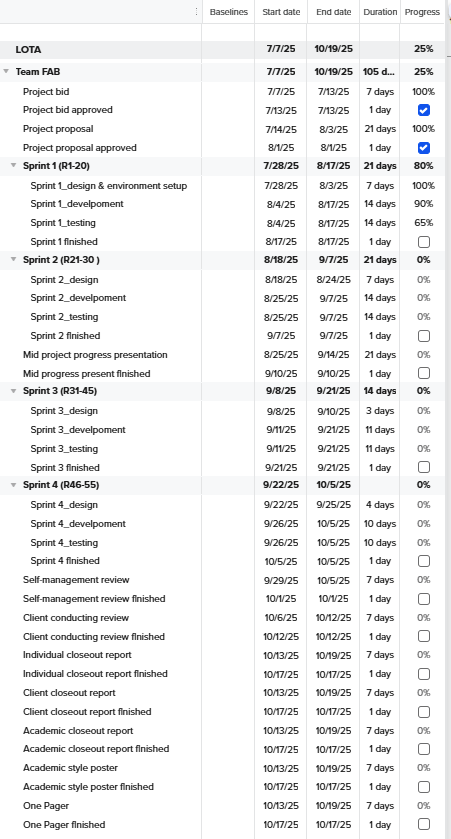 Baselines Start date End date Duration Progress
LOTA 7/7/25 10/19/25 25%
Team FAB 7/7/25 10/19/25 105 d... 25%
Project bid 7/7/25 7/13/25 7 days 100%
Project bid approved 7/13/25 7/13/25 1 day
Project proposal 7/14/25 8/3/25 21 days 100%
Project proposal approved 8/1/25 8/1/25 1 day
Sprint 1 (R1-20) 7/28/25 8/17/25 21 days 80%
Sprint 1_design & environment setup 7/28/25 8/3/25 7 days 100%
Sprint 1_develpoment 8/4/25 8/17/25 14 days 90%
Sprint 1_testing 8/4/25 8/17/25 14 days 65%
Sprint 1 finished 8/17/25 8/17/25 1 day
Sprint 2 (R21-30 ) 8/18/25 9/7/25 21 days 0%
Sprint 2_design 8/18/25 8/24/25 7 days 0%
Sprint 2_develpoment 8/25/25 9/7/25 14 days 0%
Sprint 2_testing 8/25/25 9/7/25 14 days 0%
Sprint 2 finished 9/7/25 9/7/25 1 day
Mid project progress presentation 8/25/25 9/14/25 21 days 0%
Mid progress present finished 9/10/25 9/10/25 1 day
Sprint 3 (R31-45) 9/8/25 9/21/25 14 days 0%
Sprint 3_design 9/8/25 9/10/25 3 days 0%
Sprint 3_develpoment 9/11/25 9/21/25 11 days 0%
Sprint 3_testing 9/11/25 9/21/25 11 days 0%
Sprint 3 finished 9/21/25 9/21/25 1 day
Sprint 4 (R46-55) 9/22/25 10/5/25 0%
Sprint 4_design 9/22/25 9/25/25 4 days 0%
Sprint 4_develpoment 9/26/25 10/5/25 10 days 0%
Sprint 4_testing 9/26/25 10/5/25 10 days 0%
Sprint 4 finished 10/5/25 10/5/25 1 day
Self-management review 9/29/25 10/5/25 7 days 0%
Self-management review finished 10/1/25 10/1/25 1 day
Client conducting review 10/6/25 10/12/25 7 days 0%
Client conducting review finished 10/12/25 10/12/25 1 day
Individual closeout report 10/13/25 10/19/25 7 days 0%
Individual closeout report finished 10/17/25 10/17/25 1 day
Client closeout report 10/13/25 10/19/25 7 days 0%
Client closeout report finished 10/17/25 10/17/25 1 day
Academic closeout report 10/13/25 10/19/25 7 days 0%
Academic closeout report finished 10/17/25 10/17/25 1 day
Academic style poster 10/13/25 10/19/25 7 days 0%
Academic style poster finished 10/17/25 10/17/25 1 day
One Pager 10/13/25 10/19/25 7 days 0%
One Pager finished 10/17/25 10/17/25 1 day